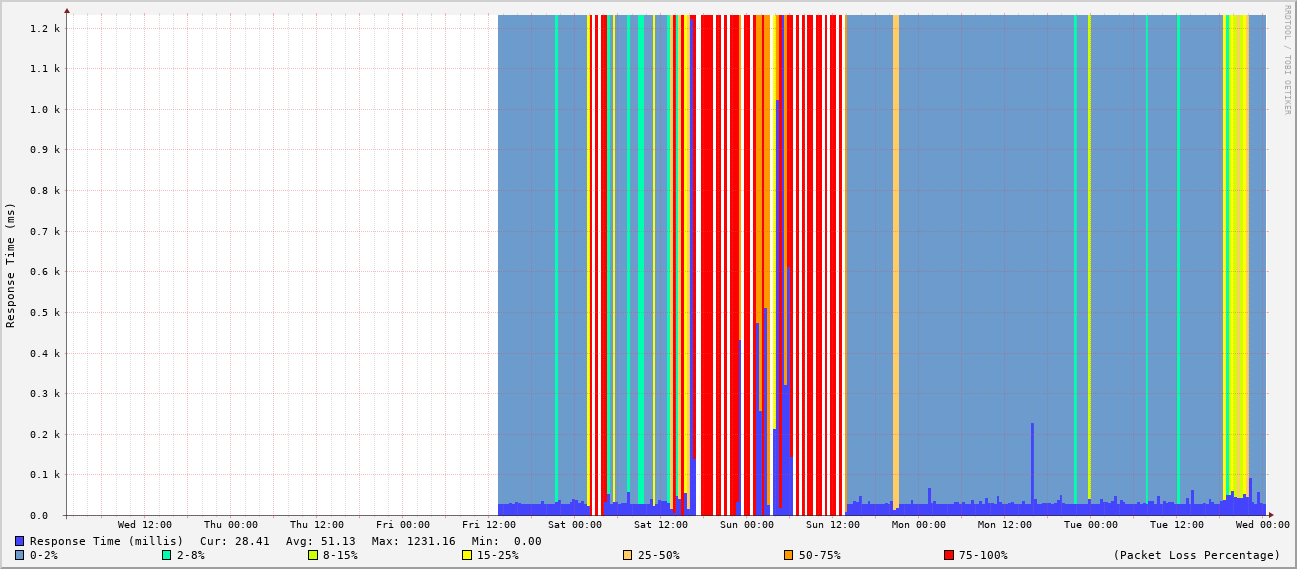 RRDTOOL / TOBI OETIKER
Response Time (ms)
1.2 k
1.1 k
1.0 k
0.9 k
0.8 k
0.7 k
0.6 k
0.5 k
0.4 k
0.3 k
0.2 k
0.1 k
0.0
Wed 12:00 Thu 00:00 Thu 12:00 Fri 00:00 Fri 12:00 Sat 00:00 Sat 12:00 Sun 00:00 Sun 12:00 Mon 00:00 Mon 12:00 Tue 00:00 Tue 12:00 Wed 00:00
Response Time (millis) Cur: 28.41 Avg: 51.13 Max: 1231.16 Min: 0.00
0-2% 2-8% 8-15% 15-25% 25-50% 50-75% 75-100% (Packet Loss Percentage)